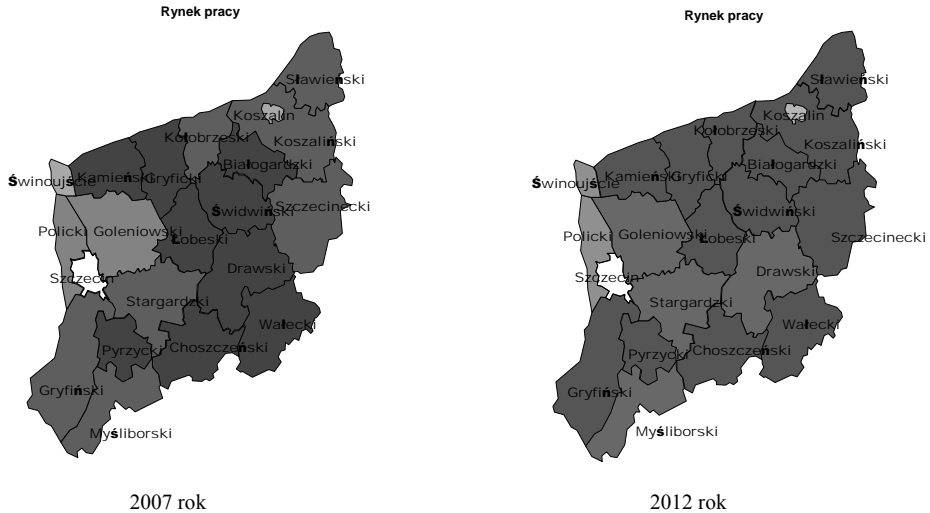 Rynek pracy
Sławieński
Koszalin
Kołobrzeski
Koszaliński
Białogardzki
Kamieński
Gryficki
Świnoujście
Świdwiński
Szczecinecki
Policki
Goleniowski
Łobeski
Szczecin
Drawski
Stargardzki
Wałecki
Pyrzycki
Choszczeński
Gryfiński
Myśliborski
2007 rok
Rynek pracy
Sławieński
Koszalin
Kołobrzeski
Koszaliński
Białogardzki
Kamieński
Gryficki
Świnoujście
Świdwiński
Policki
Goleniowski
Łobeski
Szczecinecki
Szczecin
Drawski
Stargardzki
Wałecki
Pyrzycki
Choszczeński
Gryfiński
Myśliborski
2012 rok